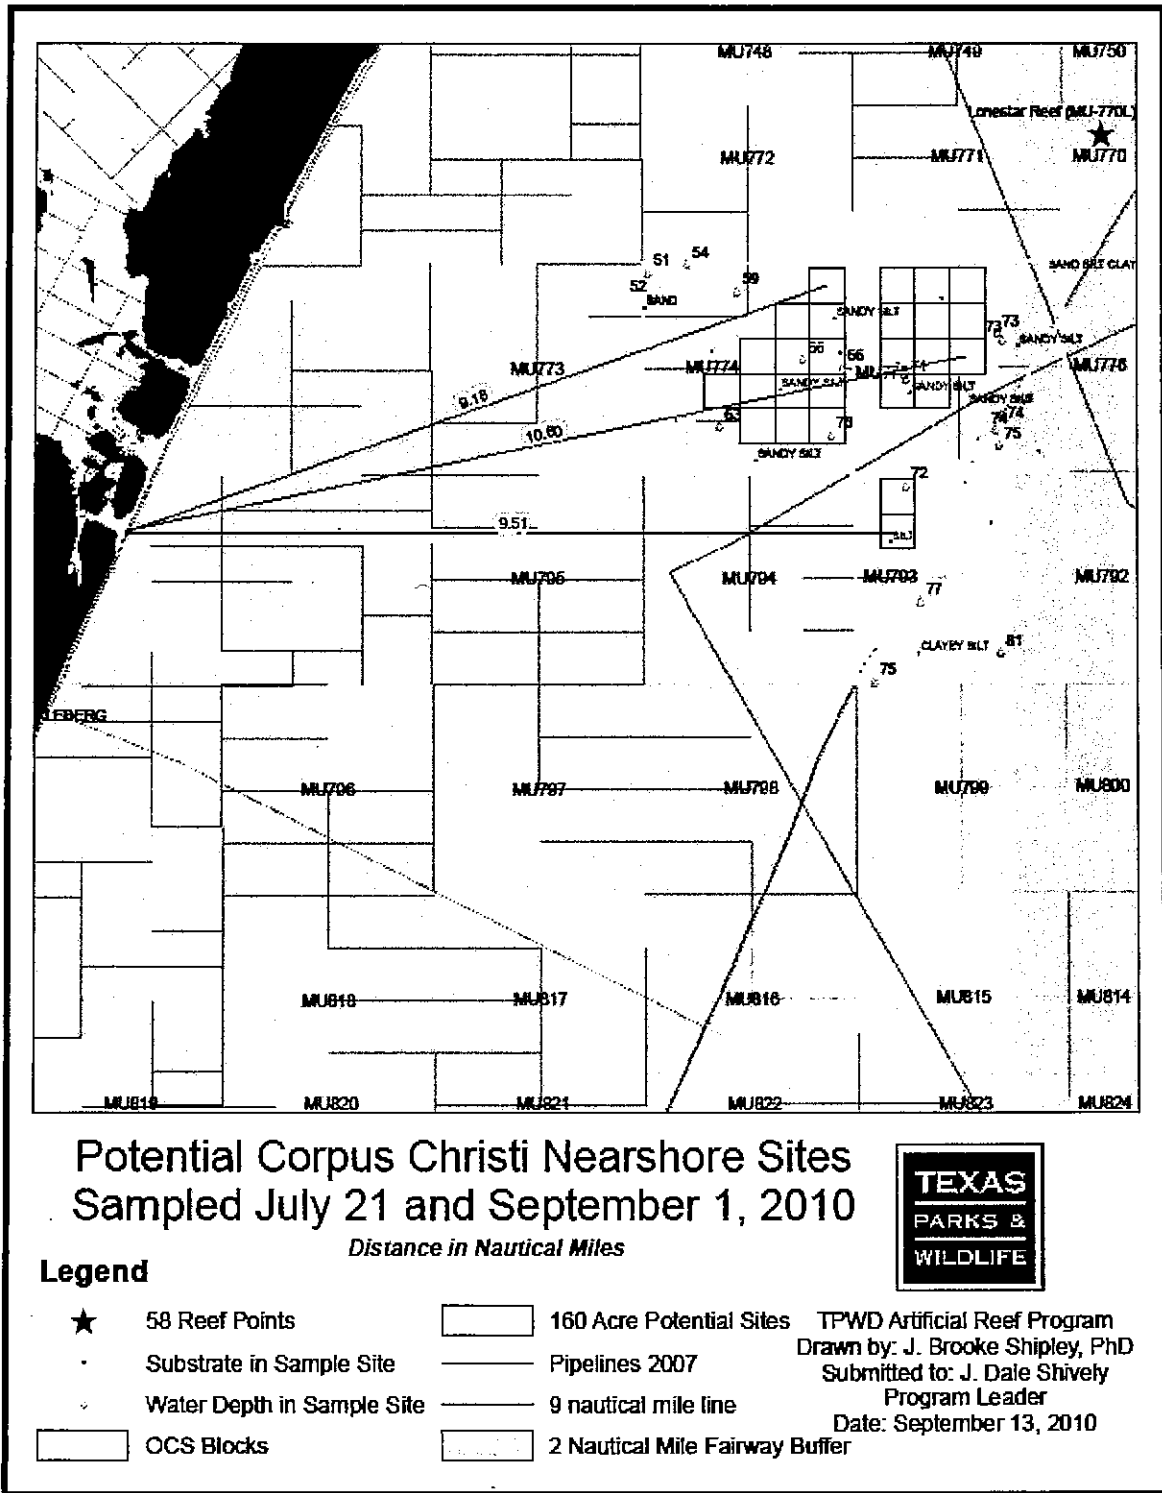 MU748 MU749 MU750
Lonestar Reef (MU-770L)
MU772 MU771 MU770
51 54
SAND SILT CLAY
52 59
SAND
SANDY SILT
73 73
SANDY SILT
55 56
MU773 MU774 MU776
SANDY SILT
SANDY SILT
SANDY SILT
9.18
63
74
10.60
73
75
SANDY SILT
72
9.51
SILT
MU795 MU794 MU793 MU792
77
CLAYEY SILT 81
75
LEBERG
MU796 MU797 MU798 MU799 MU800
MU818 MU817 MU816 MU815 MU814
MU819 MU820 MU821 MU822 MU823 MU824
Potential Corpus Christi Nearshore Sites
Sampled July 21 and September 1, 2010
Distance in Nautical Miles
TEXAS
PARKS &
WILDLIFE
Legend
58 Reef Points
Substrate in Sample Site
Water Depth in Sample Site
OCS Blocks
160 Acre Potential Sites
Pipelines 2007
9 nautical mile line
2 Nautical Mile Fairway Buffer
TPWD Artificial Reef Program
Drawn by: J. Brooke Shipley, PhD
Submitted to: J. Dale Shively
Program Leader
Date: September 13, 2010